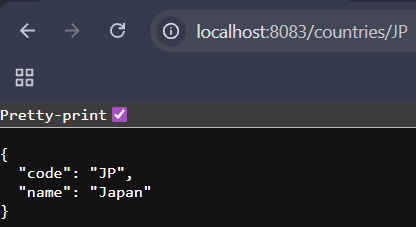 localhost:8083/countries/JP
Pretty-print
{
  "code": "JP",
  "name": "Japan"
}